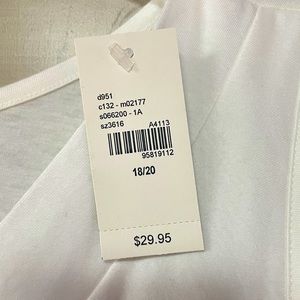 d951
c132 - m02177
s066200 - 1A
sz3616 A4113
95819112
18/20
$29.95